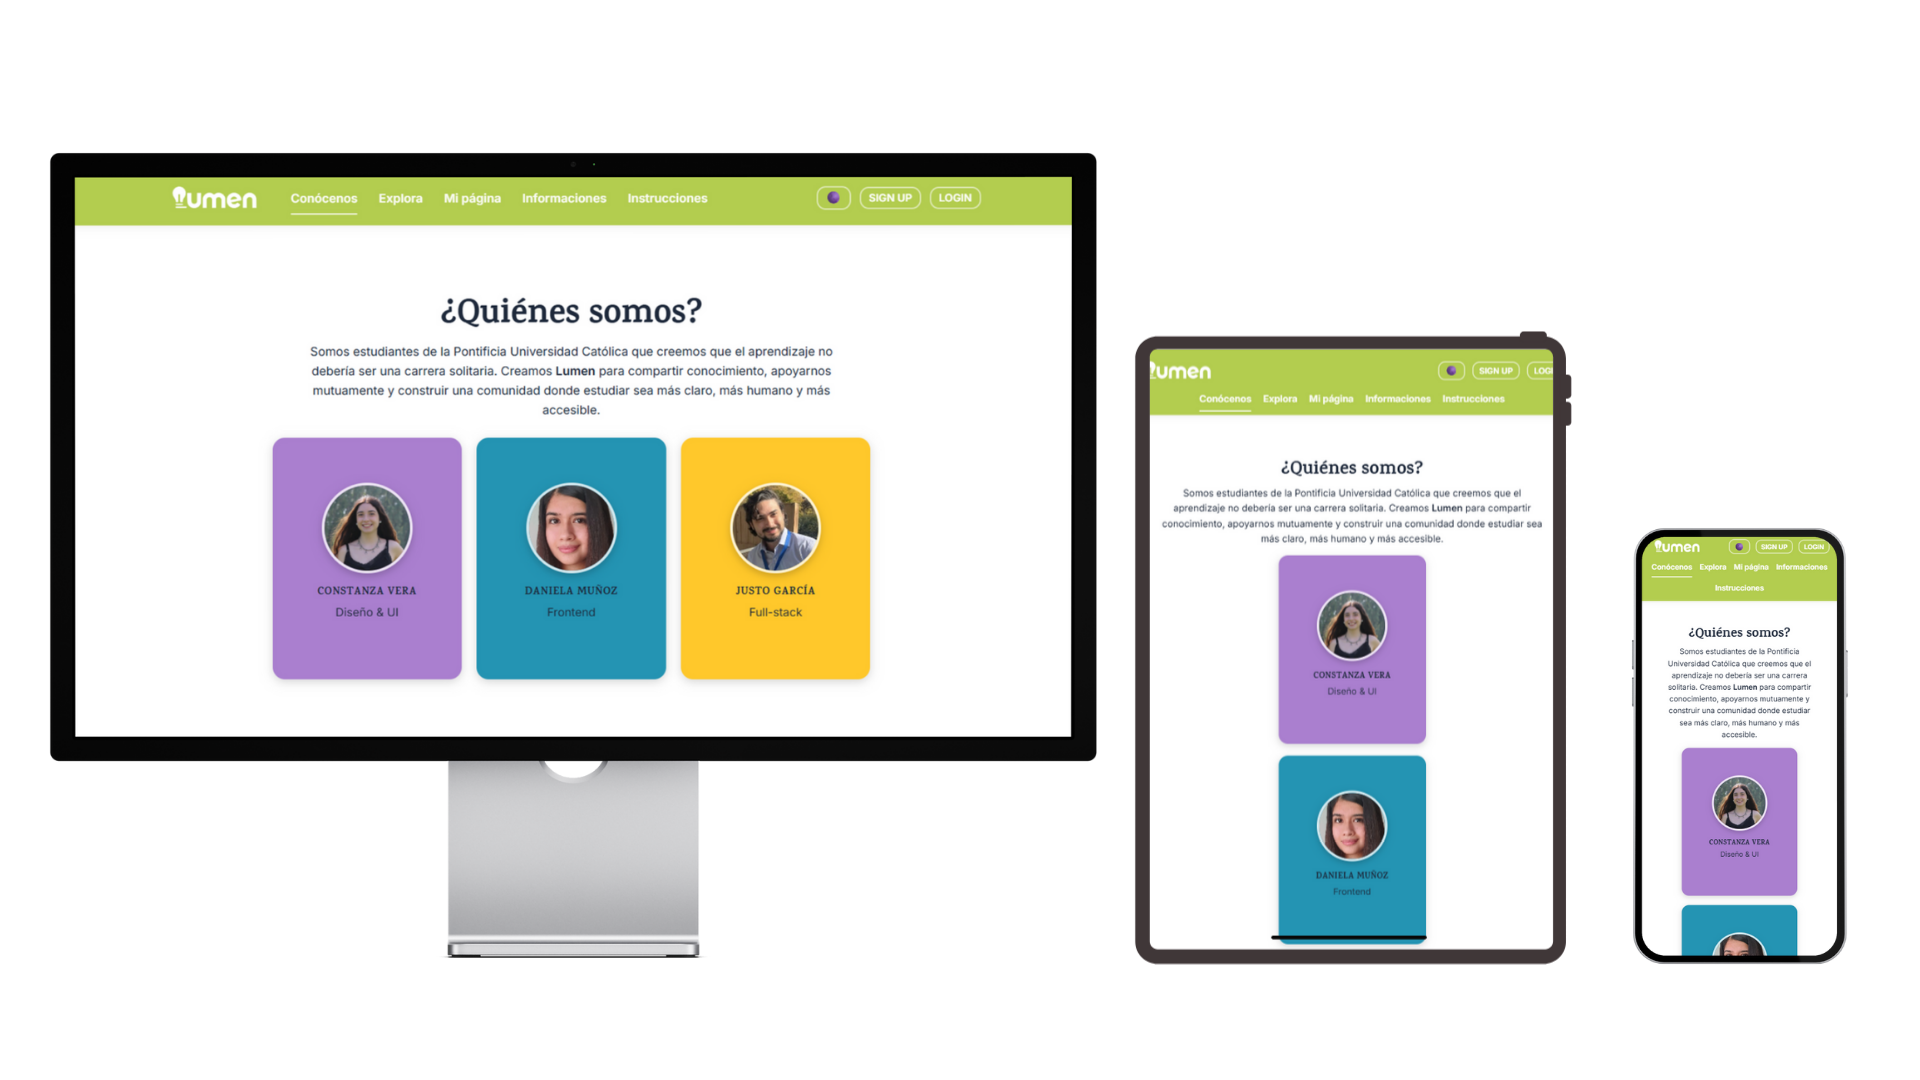 lumen
Conócenos Explora Mi página Informaciones Instrucciones
SIGN UP LOGIN
¿Quiénes somos?
Somos estudiantes de la Pontificia Universidad Católica que creemos que el aprendizaje no
debería ser una carrera solitaria. Creamos Lumen para compartir conocimiento, apoyarnos
mutuamente y construir una comunidad donde estudiar sea más claro, más humano y más
accesible.
CONSTANZA VERA
Diseño & UI
DANIELA MUÑOZ
Frontend
JUSTO GARCÍA
Full-stack
lumen
SIGN UP LOGI
Conócenos Explora Mi página Informaciones Instrucciones
¿Quiénes somos?
Somos estudiantes de la Pontificia Universidad Católica que creemos que el
aprendizaje no debería ser una carrera solitaria. Creamos Lumen para compartir
conocimiento, apoyarnos mutuamente y construir una comunidad donde estudiar sea
más claro, más humano y más accesible.
CONSTANZA VERA
Diseño & UI
DANIELA MUÑOZ
Frontend
lumen
SIGN UP LOGIN
Conócenos Explora Mi página Informaciones
Instrucciones
¿Quiénes somos?
Somos estudiantes de la Pontificia
Universidad Católica que creemos que el
aprendizaje no debería ser una carrera
solitaria. Creamos Lumen para compartir
conocimiento, apoyarnos mutuamente y
construir una comunidad donde estudiar
sea más claro, más humano y más
accesible.
CONSTANZA VERA
Diseño & UI